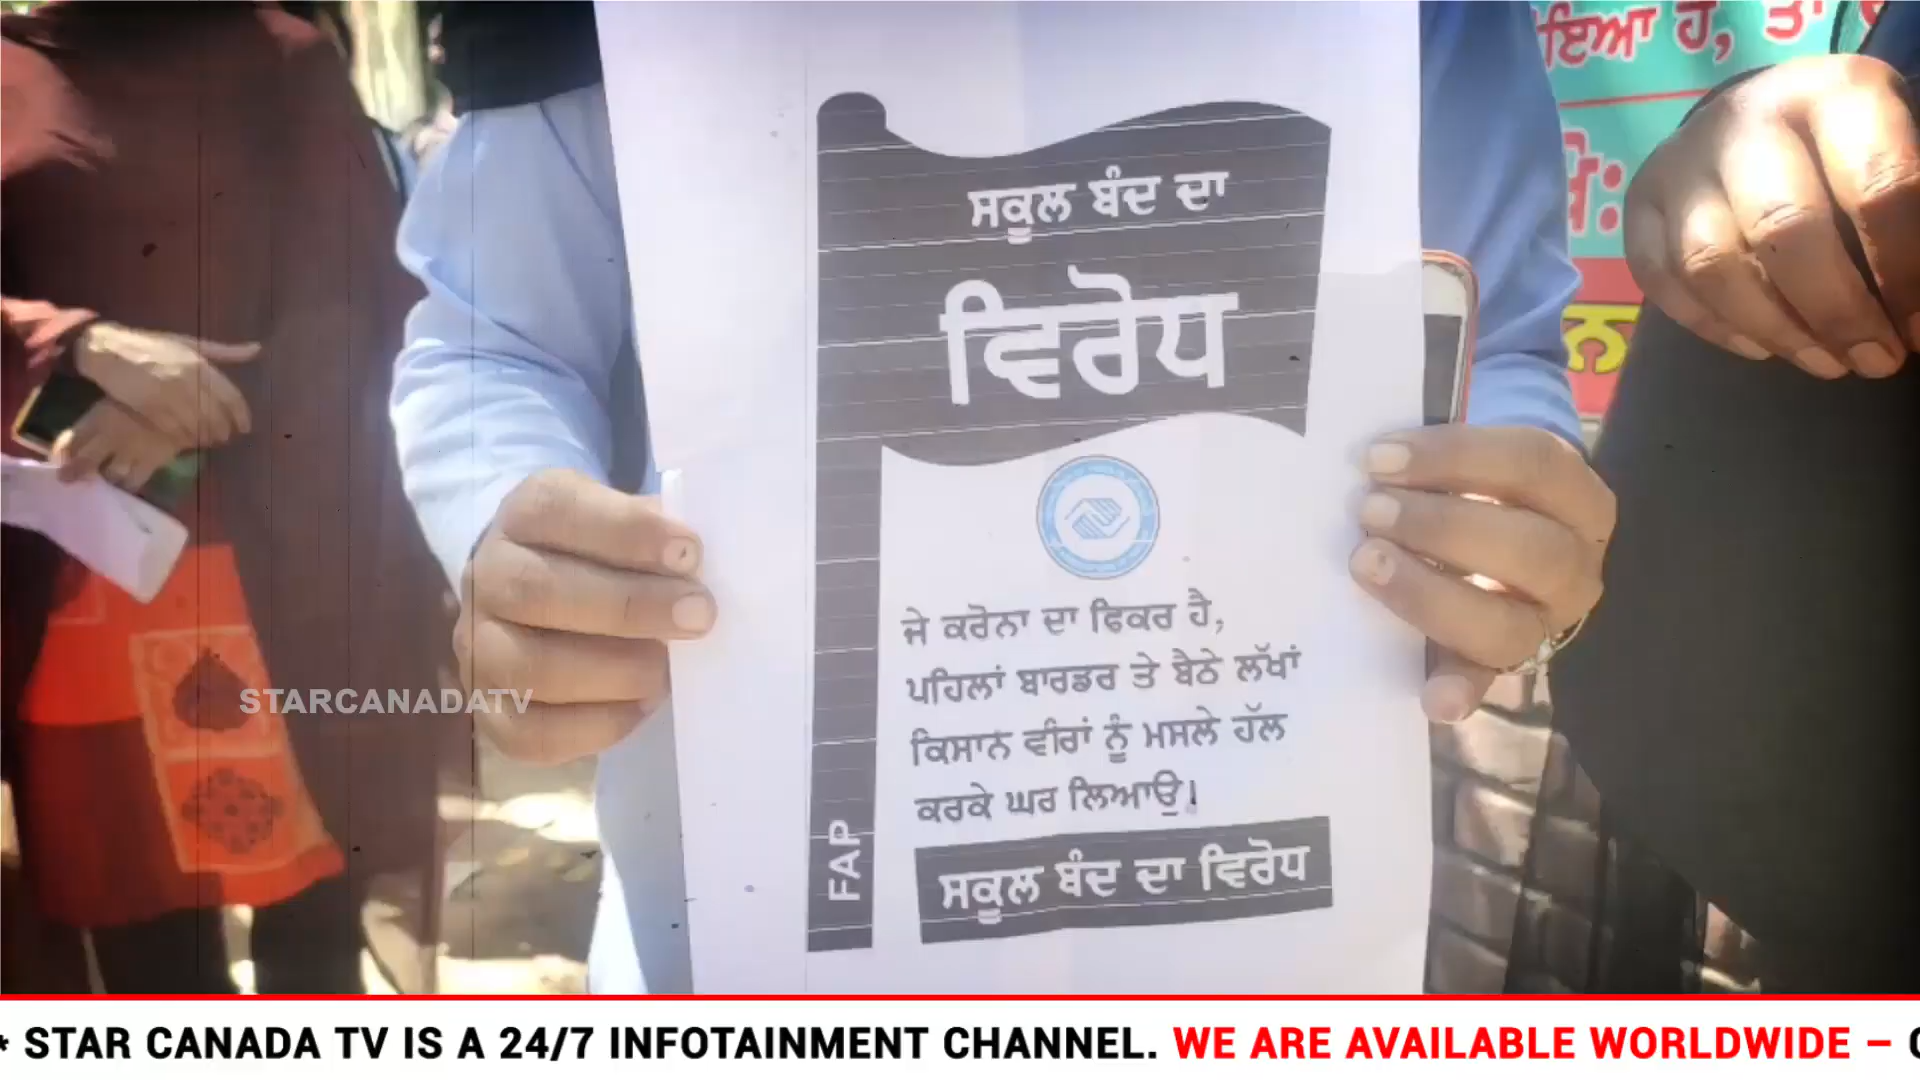 ਸਕੂਲ ਬੰਦ ਦਾ
ਵਿਰੋਧ
ਜੇ ਕਰੋਨਾ ਦਾ ਫਿਕਰ ਹੈ,
ਪਹਿਲਾਂ ਬਾਰਡਰ ਤੇ ਬੈਠੇ ਲੱਖਾਂ
ਕਿਸਾਨ ਵੀਰਾਂ ਨੂੰ ਮਸਲੇ ਹੱਲ
ਕਰਕੇ ਘਰ ਲਿਆਉ।
ਸਕੂਲ ਬੰਦ ਦਾ ਵਿਰੋਧ
FAP
STARCANADATV
* STAR CANADA TV IS A 24/7 INFOTAINMENT CHANNEL. WE ARE AVAILABLE WORLDWIDE –